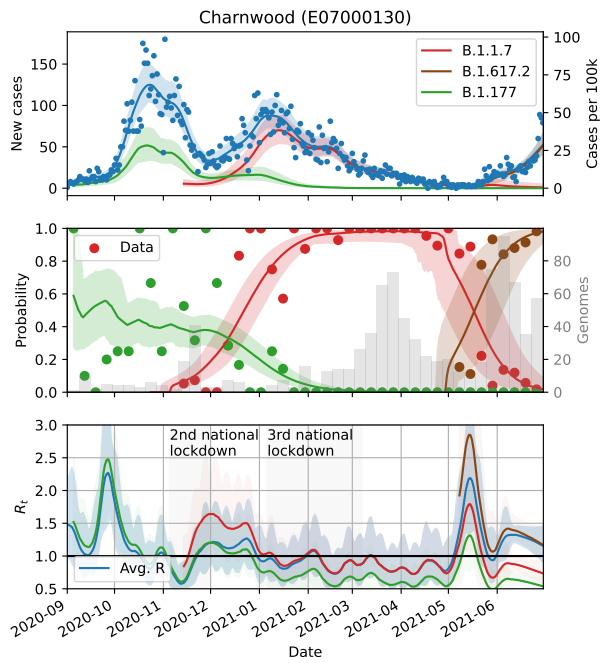 Charnwood (E07000130)
New cases
150
100
50
0
B.1.1.7
B.1.617.2
B.1.177
100
75
50
25
0
Cases per 100k
Probability
1.0
0.8
0.6
0.4
0.2
0.0
Data
80
60
40
20
0
Genomes
Rt
3.0
2.5
2.0
1.5
1.0
0.5
2nd national
lockdown
3rd national
lockdown
Avg. R
2020-09
2020-10
2020-11
2020-12
2021-01
2021-02
2021-03
2021-04
2021-05
2021-06
Date